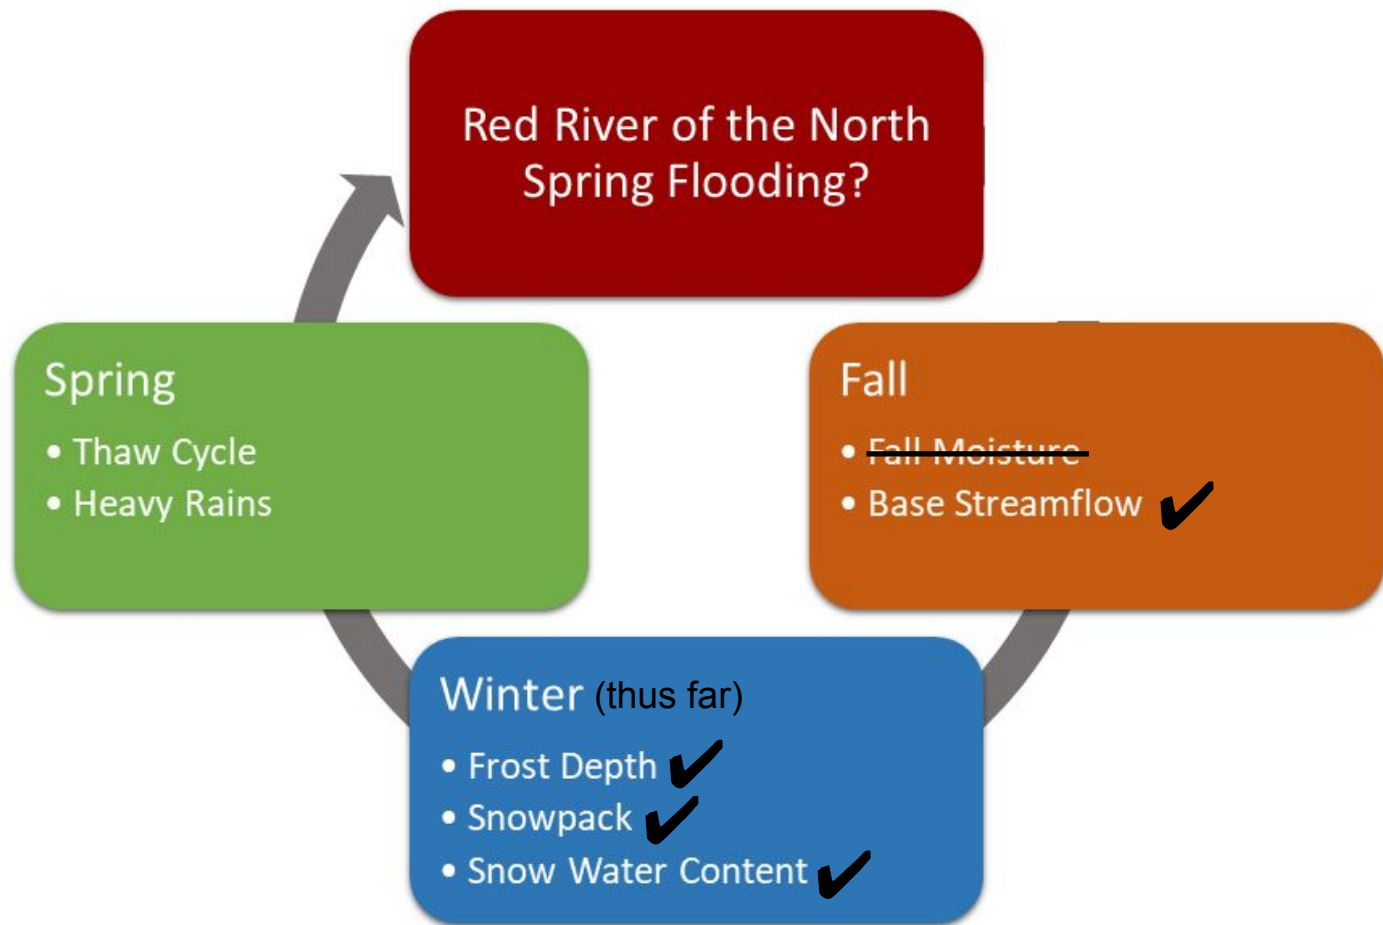 Red River of the North
Spring Flooding?
Spring
• Thaw Cycle
• Heavy Rains
Fall
• Fall Moisture
• Base Streamflow ✔
Winter (thus far)
• Frost Depth ✔
• Snowpack ✔
• Snow Water Content ✔